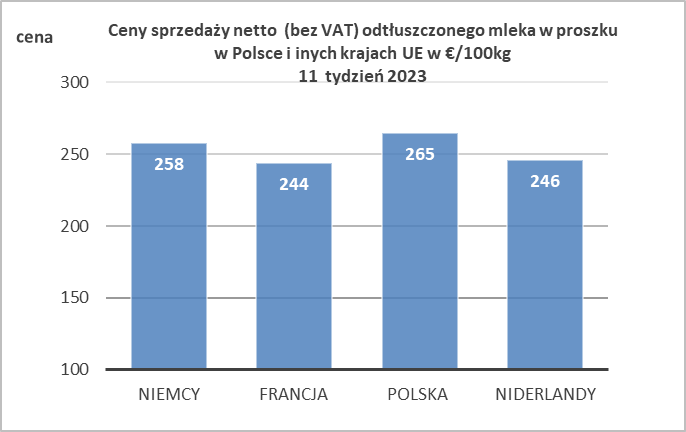 cena
Ceny sprzedaży netto (bez VAT) odtłuszczonego mleka w proszku
w Polsce i inych krajach UE w €/100kg
11 tydzień 2023
300
250
200
150
100
258
244
265
246
NIEMCY FRANCJA POLSKA NIDERLANDY